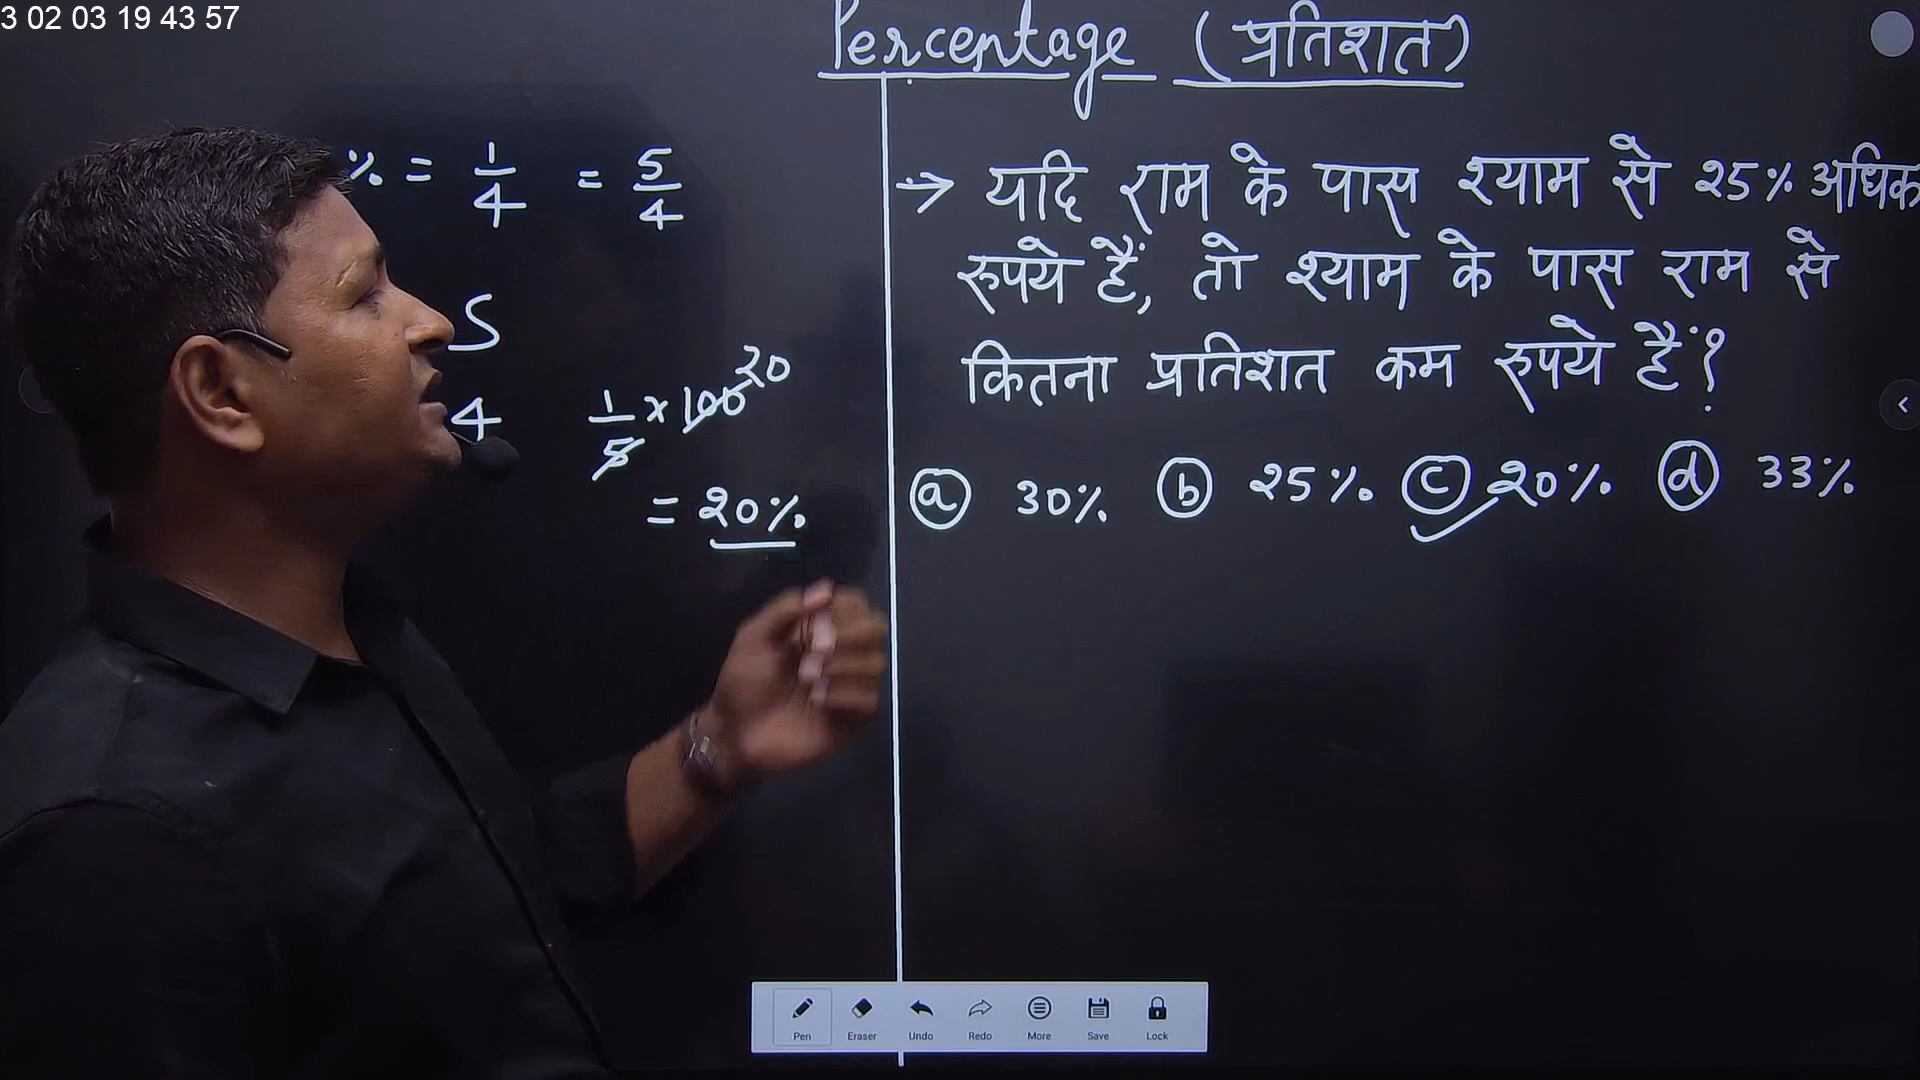 3 02 03 19 43 57
Percentage (प्रतिशत)
% = 1/4 = 5/4
5
4
1/5 × 100 20
= 20%
→ यदि राम के पास श्याम से 25% अधिक
रुपये हैं, तो श्याम के पास राम से
कितना प्रतिशत कम रुपये हैं?
(a) 30% (b) 25% (c) 20% (d) 33%
Pen Eraser Undo Redo More Save Lock